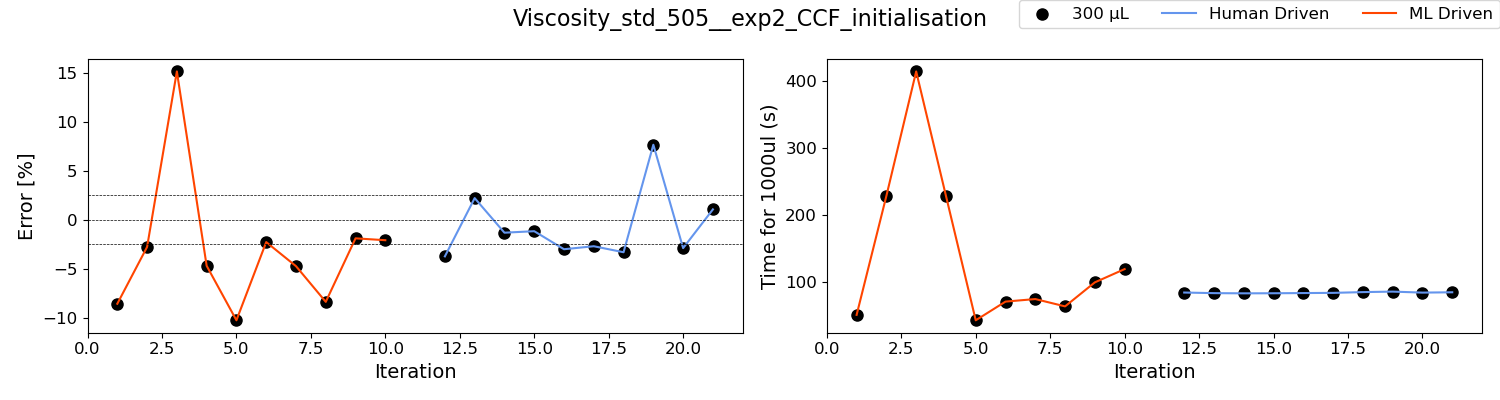 Viscosity_std_505__exp2_CCF_initialisation
300 µL Human Driven ML Driven
Error [%]
15
10
5
0
−5
−10
0.0 2.5 5.0 7.5 10.0 12.5 15.0 17.5 20.0
Iteration
Time for 1000ul (s)
400
300
200
100
0.0 2.5 5.0 7.5 10.0 12.5 15.0 17.5 20.0
Iteration